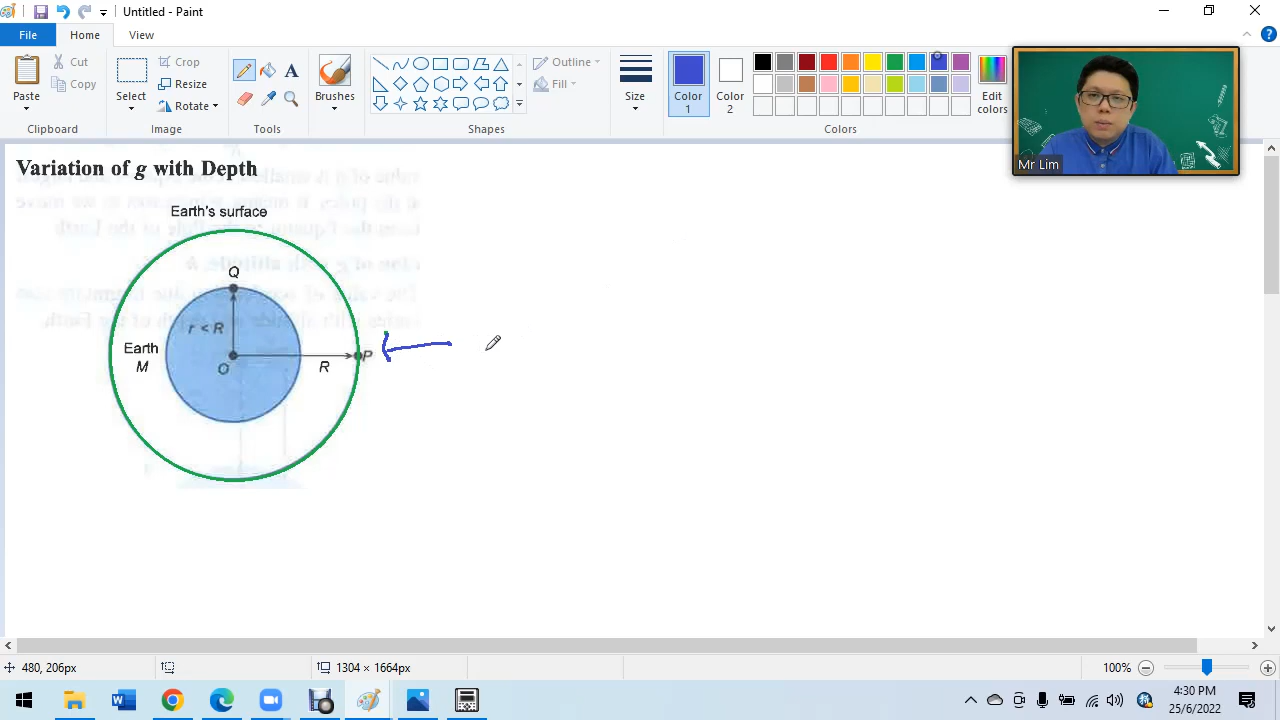 Untitled - Paint
File
Home
View
Paste
Cut
Copy
Clipboard
Select
Crop
Resize
Rotate
Image
A
Tools
Brushes
Shapes
Outline
Fill
Size
Color 1
Color 2
Edit colors
Colors
Mr Lim
Variation of g with Depth
Earth's surface
Q
r < R
Earth
M
O
R
P
480, 206px
1304 × 1664px
100%
4:30 PM
25/6/2022